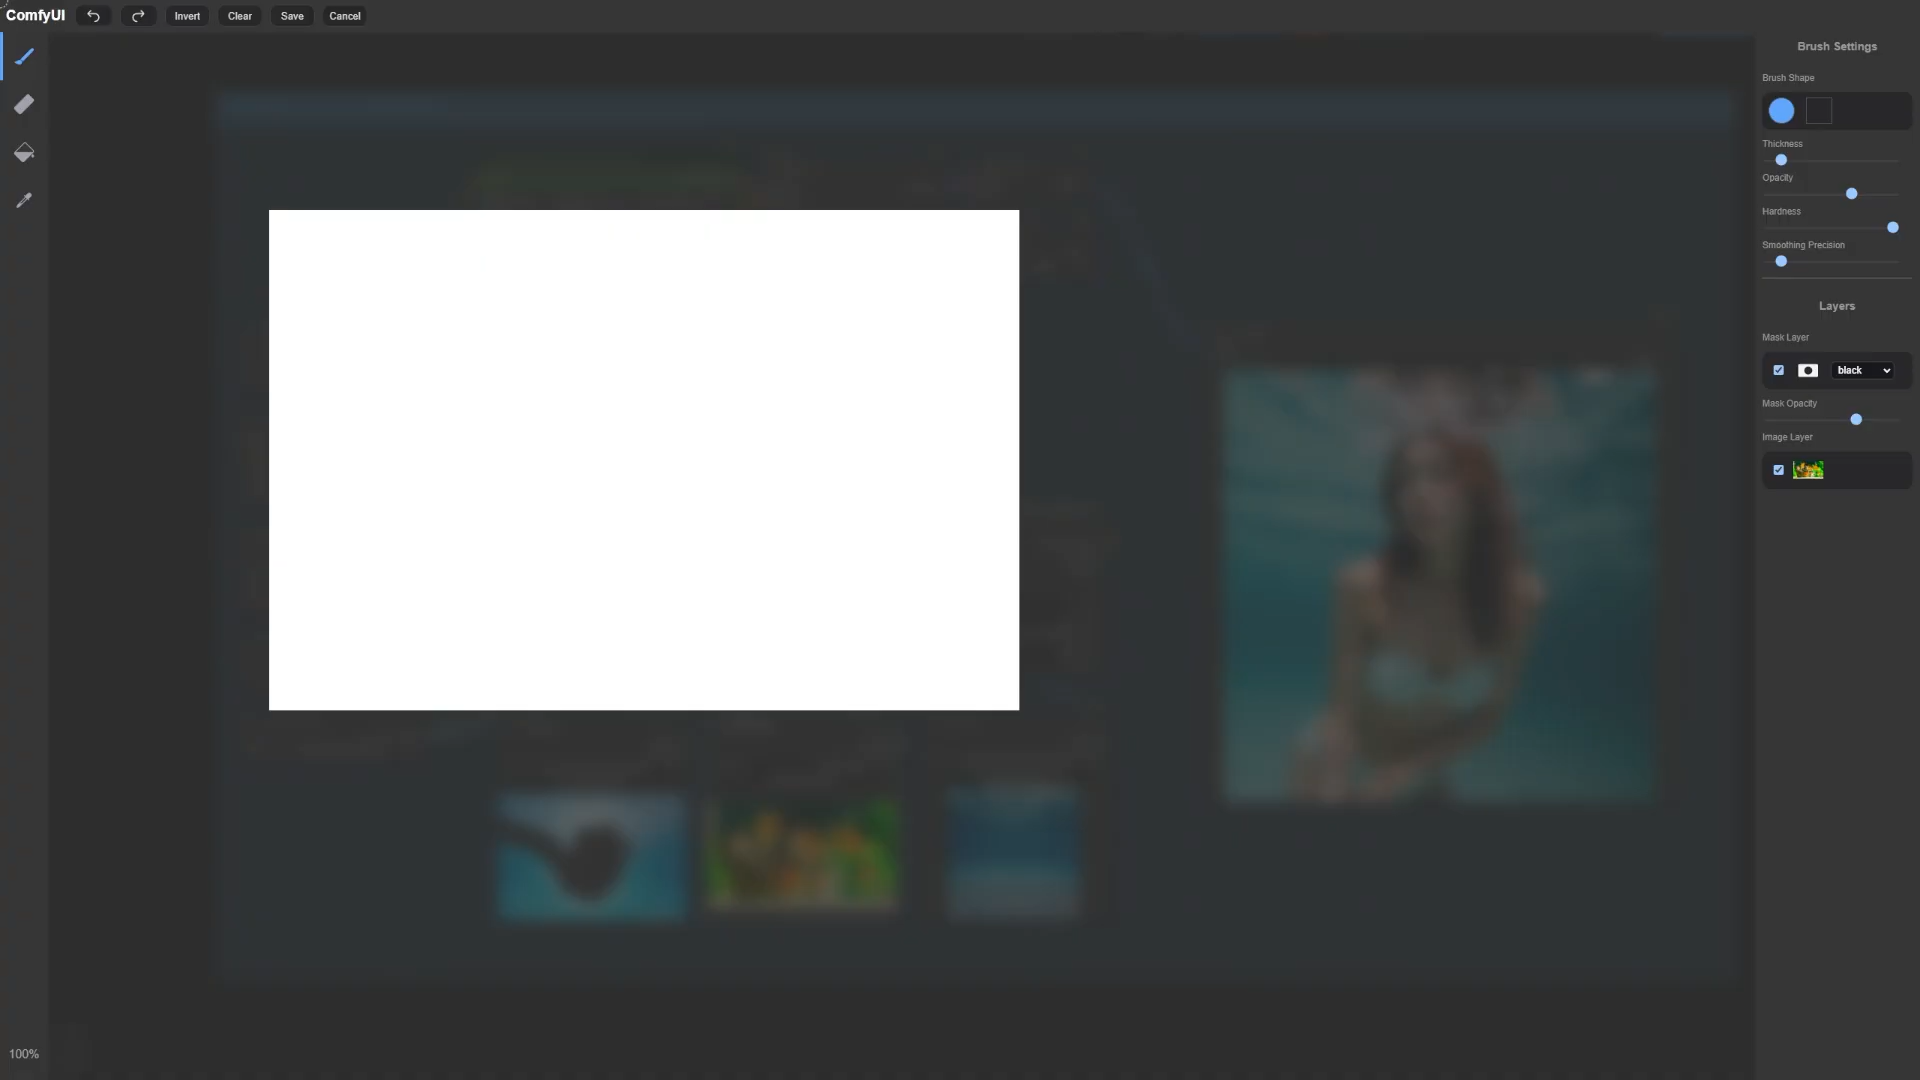 ComfyUI
Invert
Clear
Save
Cancel
Brush Settings
Brush Shape
Thickness
Opacity
Hardness
Smoothing Precision
Layers
Mask Layer
black
Mask Opacity
Image Layer
100%